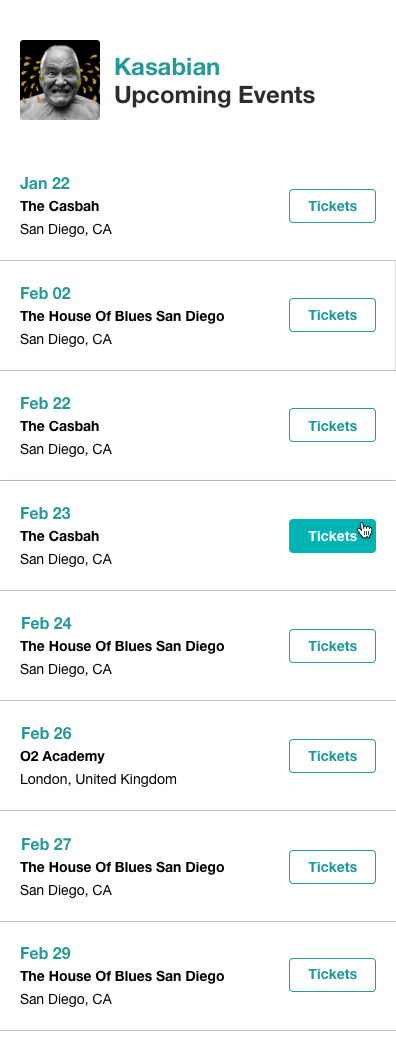 Kasabian
Upcoming Events
Jan 22
The Casbah
San Diego, CA
Tickets
Feb 02
The House Of Blues San Diego
San Diego, CA
Tickets
Feb 22
The Casbah
San Diego, CA
Tickets
Feb 23
The Casbah
San Diego, CA
Tickets
Feb 24
The House Of Blues San Diego
San Diego, CA
Tickets
Feb 26
O2 Academy
London, United Kingdom
Tickets
Feb 27
The House Of Blues San Diego
San Diego, CA
Tickets
Feb 29
The House Of Blues San Diego
San Diego, CA
Tickets